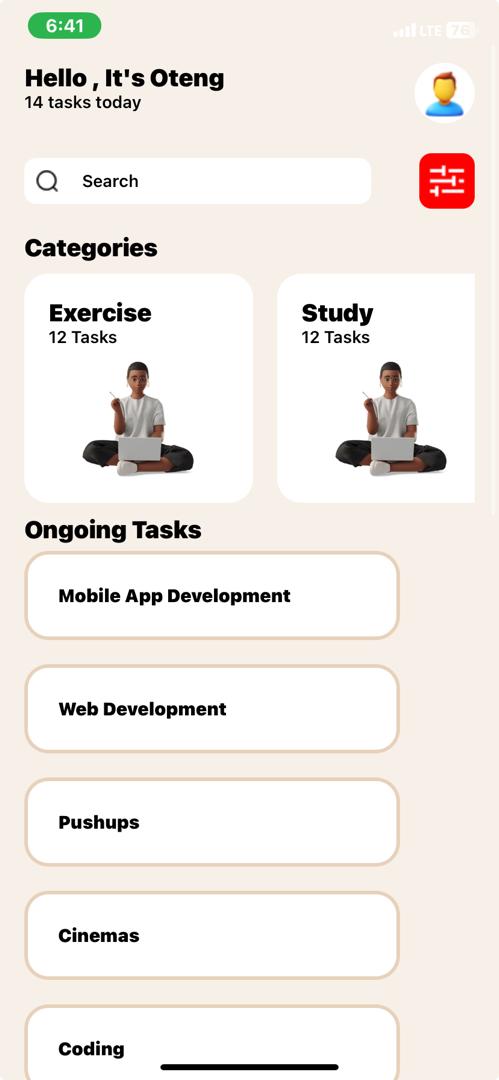 6:41
LTE 76
Hello , It's Oteng
14 tasks today
Search
Categories
Exercise
12 Tasks
Study
12 Tasks
Ongoing Tasks
Mobile App Development
Web Development
Pushups
Cinemas
Coding